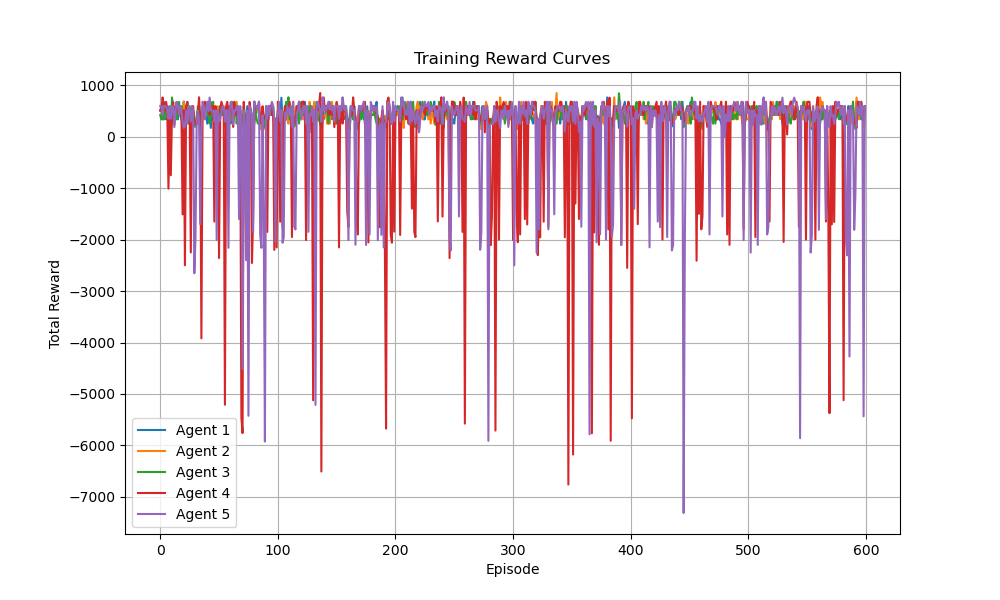 Training Reward Curves
Total Reward
1000
0
−1000
−2000
−3000
−4000
−5000
−6000
−7000
Agent 1
Agent 2
Agent 3
Agent 4
Agent 5
0 100 200 300 400 500 600
Episode